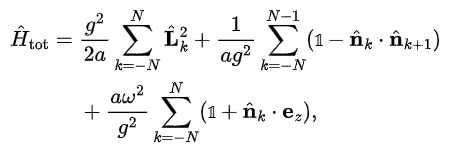 $$\hat{H}_{\text{tot}} = \frac{g^2}{2a} \sum_{k=-N}^{N} \hat{\mathbf{L}}_k^2 + \frac{1}{ag^2} \sum_{k=-N}^{N-1} (\mathbb{1} - \hat{\mathbf{n}}_k \cdot \hat{\mathbf{n}}_{k+1})$$
$$+ \frac{a\omega^2}{g^2} \sum_{k=-N}^{N} (\mathbb{1} + \hat{\mathbf{n}}_k \cdot \mathbf{e}_z),$$